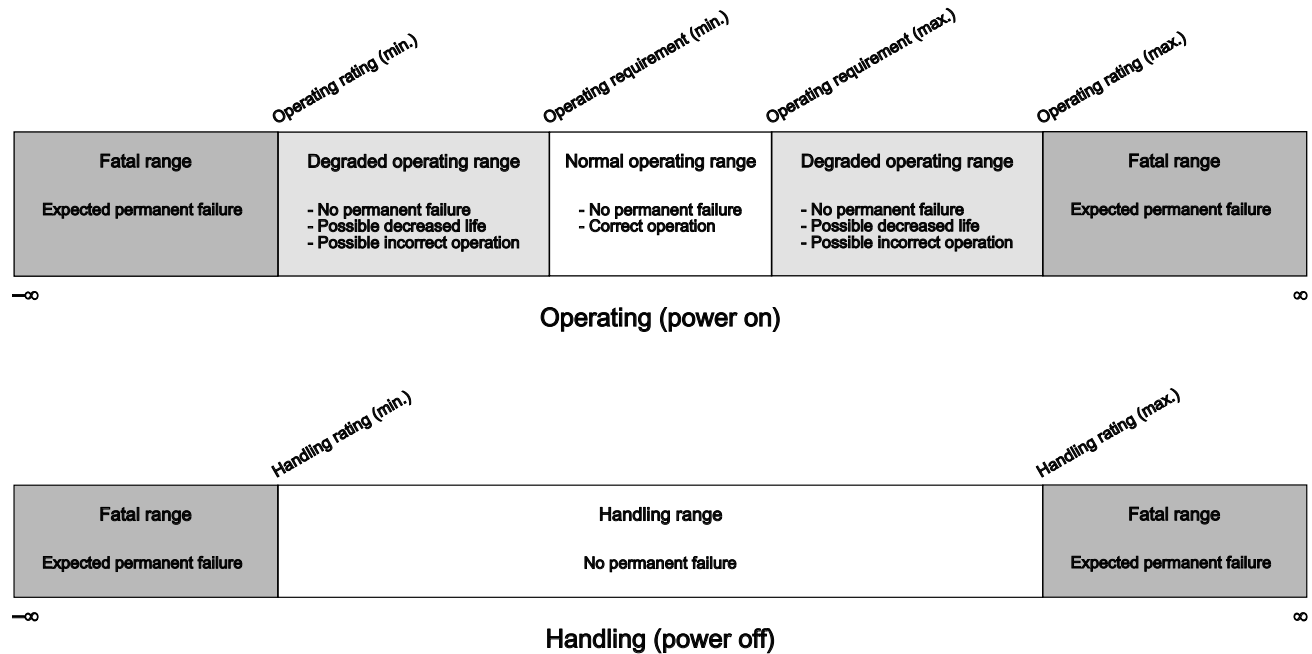 Operating rating (min.)
Operating requirement (min.)
Operating requirement (max.)
Operating rating (max.)
Fatal range
Degraded operating range
Normal operating range
Degraded operating range
Fatal range
Expected permanent failure
- No permanent failure
- Possible decreased life
- Possible incorrect operation
- No permanent failure
- Correct operation
- No permanent failure
- Possible decreased life
- Possible incorrect operation
Expected permanent failure
–∞
∞
Operating (power on)
Handling rating (min.)
Handling rating (max.)
Fatal range
Handling range
Fatal range
Expected permanent failure
No permanent failure
Expected permanent failure
–∞
∞
Handling (power off)